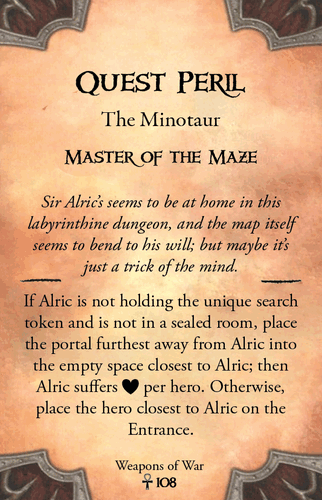 Quest Peril
The Minotaur
Master of the Maze
Sir Alric's seems to be at home in this
labyrinthine dungeon, and the map itself
seems to bend to his will; but maybe it's
just a trick of the mind.
If Alric is not holding the unique search
token and is not in a sealed room, place
the portal furthest away from Alric into
the empty space closest to Alric; then
Alric suffers ♥ per hero. Otherwise,
place the hero closest to Alric on the
Entrance.
Weapons of War
108